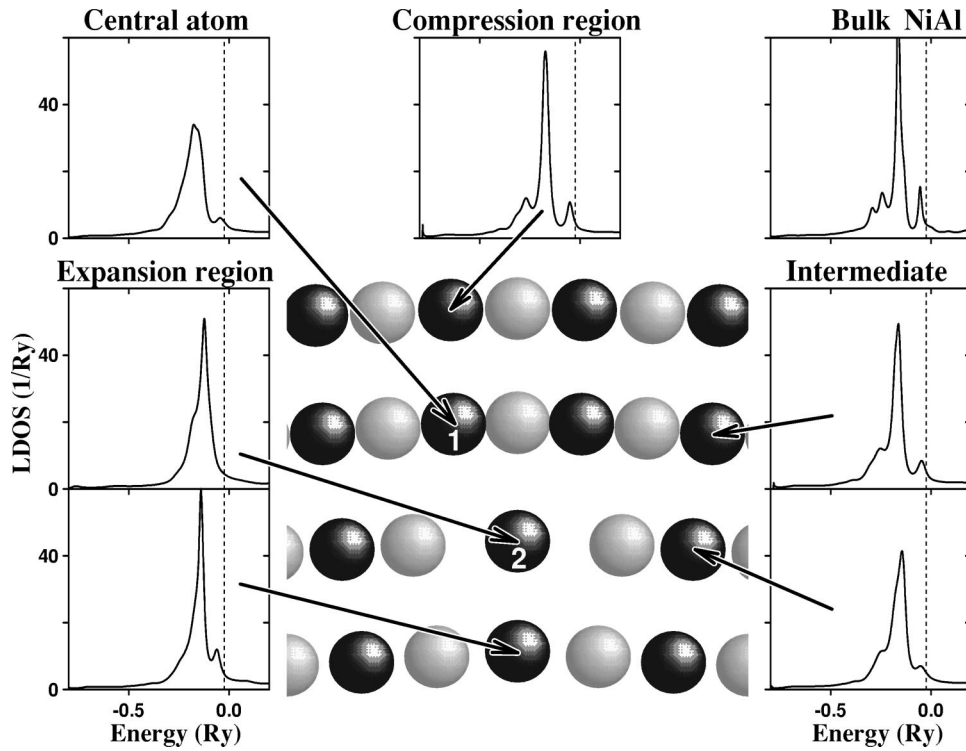 Central atom
Compression region
Bulk NiAl
40
0
Expansion region
Intermediate
40
0
40
0
LDOS (1/Ry)
1
2
-0.5 0.0
Energy (Ry)
-0.5 0.0
Energy (Ry)